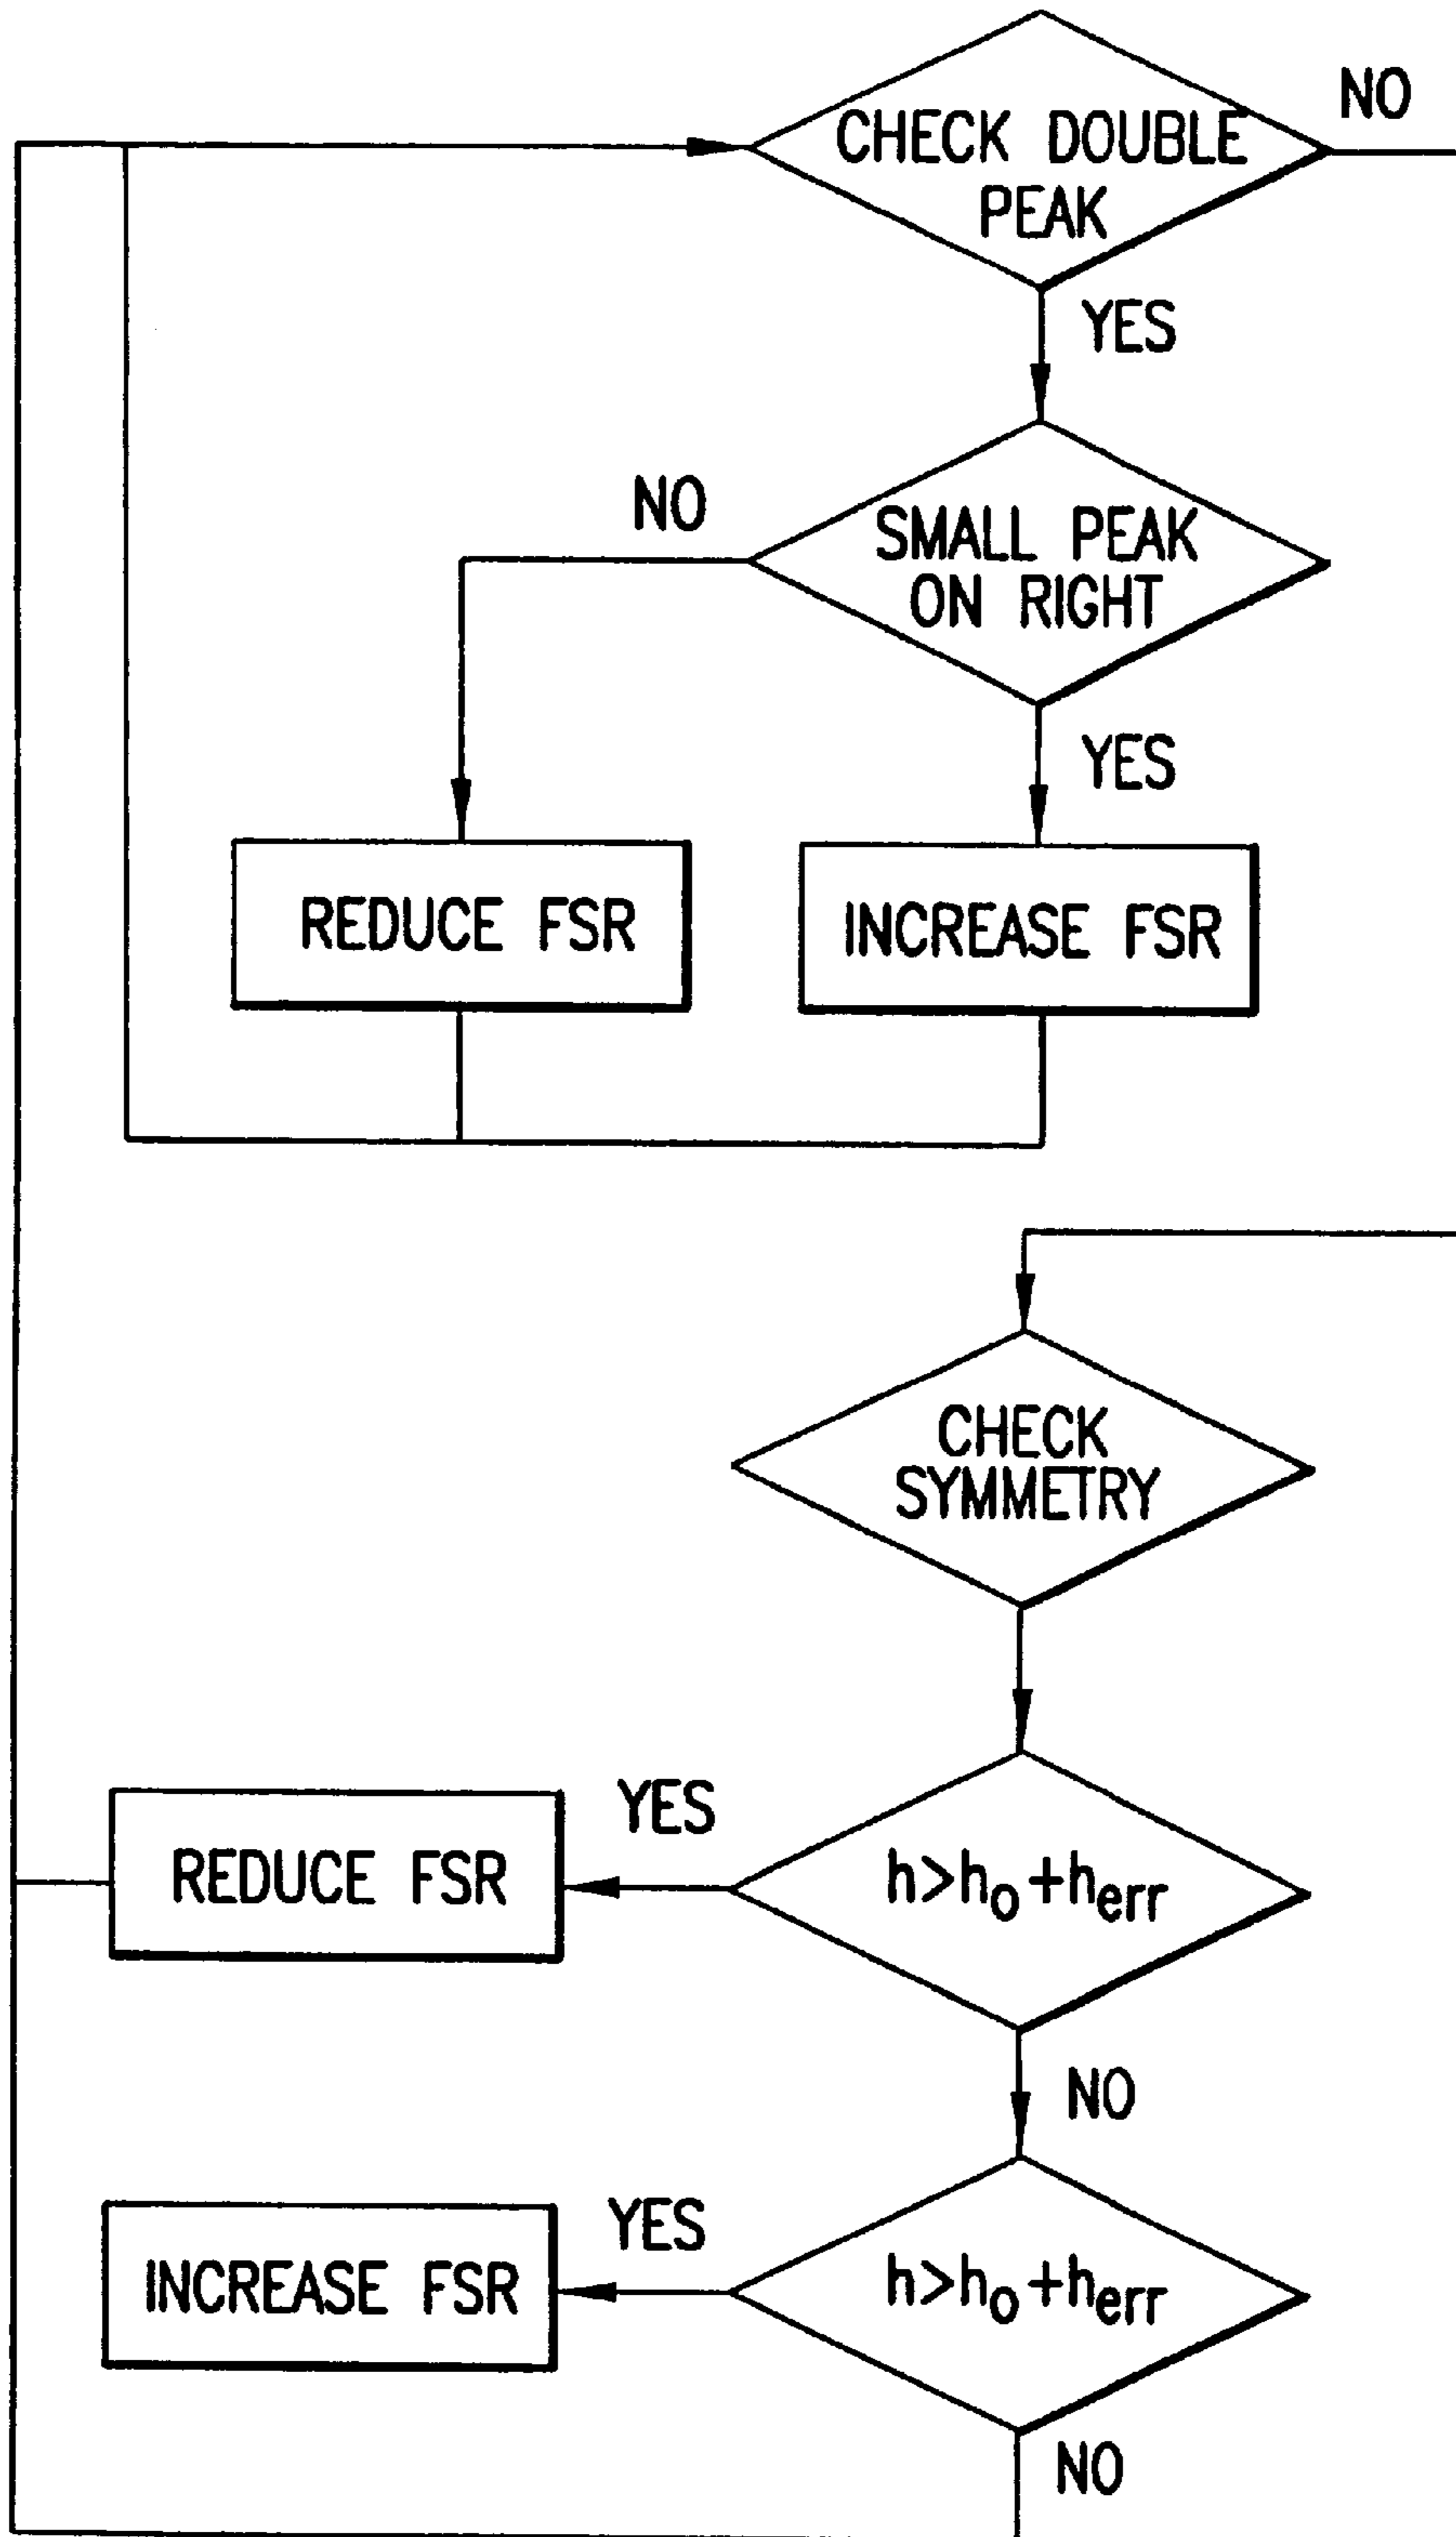 CHECK DOUBLE
PEAK
NO
YES
SMALL PEAK
ON RIGHT
NO
YES
REDUCE FSR
INCREASE FSR
CHECK
SYMMETRY
h>h₀+herr
YES
REDUCE FSR
NO
h>h₀+herr
YES
INCREASE FSR
NO